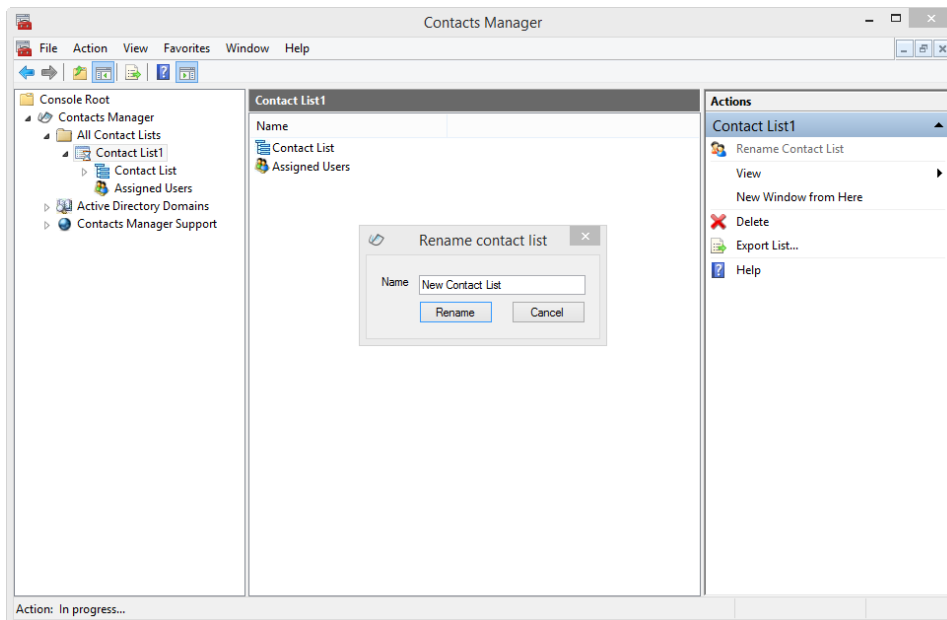 Contacts Manager
File Action View Favorites Window Help
Console Root
Contacts Manager
All Contact Lists
Contact List1
Contact List
Assigned Users
Active Directory Domains
Contacts Manager Support
Contact List1
Name
Contact List
Assigned Users
Rename contact list
Name New Contact List
Rename Cancel
Actions
Contact List1
Rename Contact List
View
New Window from Here
Delete
Export List...
Help
Action: In progress...